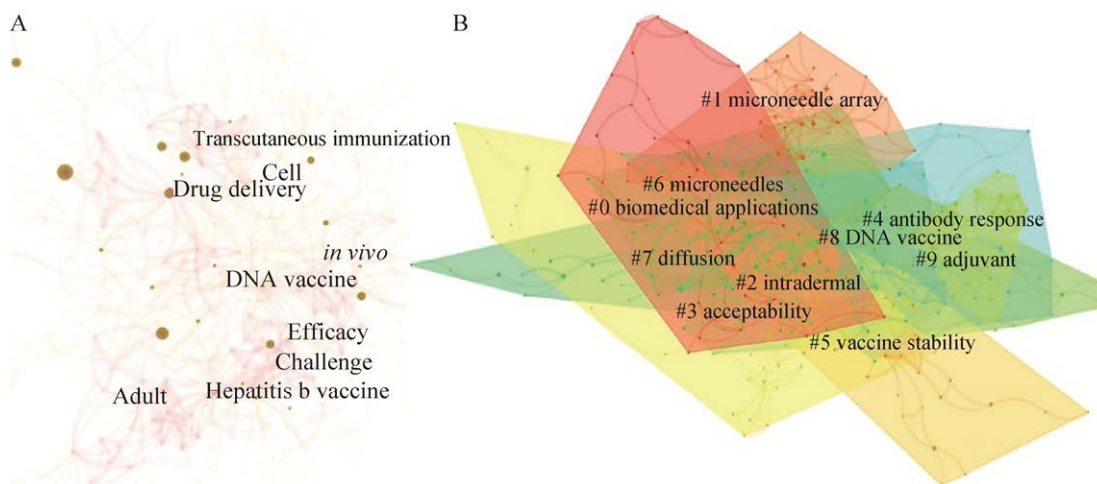 A
Transcutaneous immunization
Cell
Drug delivery
in vivo
DNA vaccine
Efficacy
Challenge
Hepatitis b vaccine
Adult
B
#1 microneedle array
#6 microneedles
#0 biomedical applications
#4 antibody response
#8 DNA vaccine
#9 adjuvant
#7 diffusion
#2 intradermal
#3 acceptability
#5 vaccine stability